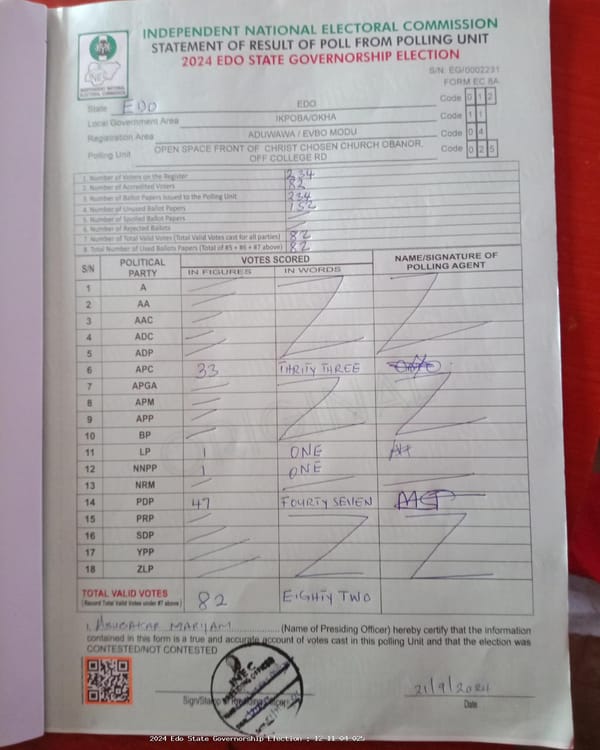 INDEPENDENT NATIONAL ELECTORAL COMMISSION
STATEMENT OF RESULT OF POLL FROM POLLING UNIT
2024 EDO STATE GOVERNORSHIP ELECTION
INDEPENDENT NATIONAL ELECTORAL COMMISSION
S/N: EG/0002231
FORM EC 8A
State EDO EDO Code 0 1 2
Local Government Area IKPOBA/OKHA Code 1 1
Registration Area ADUWAWA / EVBO MODU Code 0 4
Polling Unit OPEN SPACE FRONT OF CHRIST CHOSEN CHURCH OBANOR, OFF COLLEGE RD Code 0 2 5
1. Number of Voters on the Register 234
2. Number of Accredited Voters 82
3. Number of Ballot Papers Issued to the Polling Unit 234
4. Number of Unused Ballot Papers 152
5. Number of Spoiled Ballot Papers
6. Number of Rejected Ballots
7. Number of Total Valid Votes (Total Valid Votes cast for all parties) 82
8. Total Number of Used Ballots Papers (Total of #5 + #6 + #7 above) 82
S/N POLITICAL PARTY VOTES SCORED NAME/SIGNATURE OF POLLING AGENT
IN FIGURES IN WORDS
1 A
2 AA
3 AAC
4 ADC
5 ADP
6 APC 33 THRITY THREE
7 APGA
8 APM
9 APP
10 BP
11 LP 1 ONE
12 NNPP 1 ONE
13 NRM
14 PDP 47 FOURTY SEVEN
15 PRP
16 SDP
17 YPP
18 ZLP
TOTAL VALID VOTES 82 EIGHTY TWO
(Record Total Valid Votes under #7 above)
I, ABUBAKAR MARYAM (Name of Presiding Officer) hereby certify that the information
contained in this form is a true and accurate account of votes cast in this Polling Unit and that the election was
CONTESTED/NOT CONTESTED
INEC
PRESIDING OFFICER
Sign/Stamp of Presiding Officer
21/9/2024
Date
2024 Edo State Governorship Election : 12-11-04-025